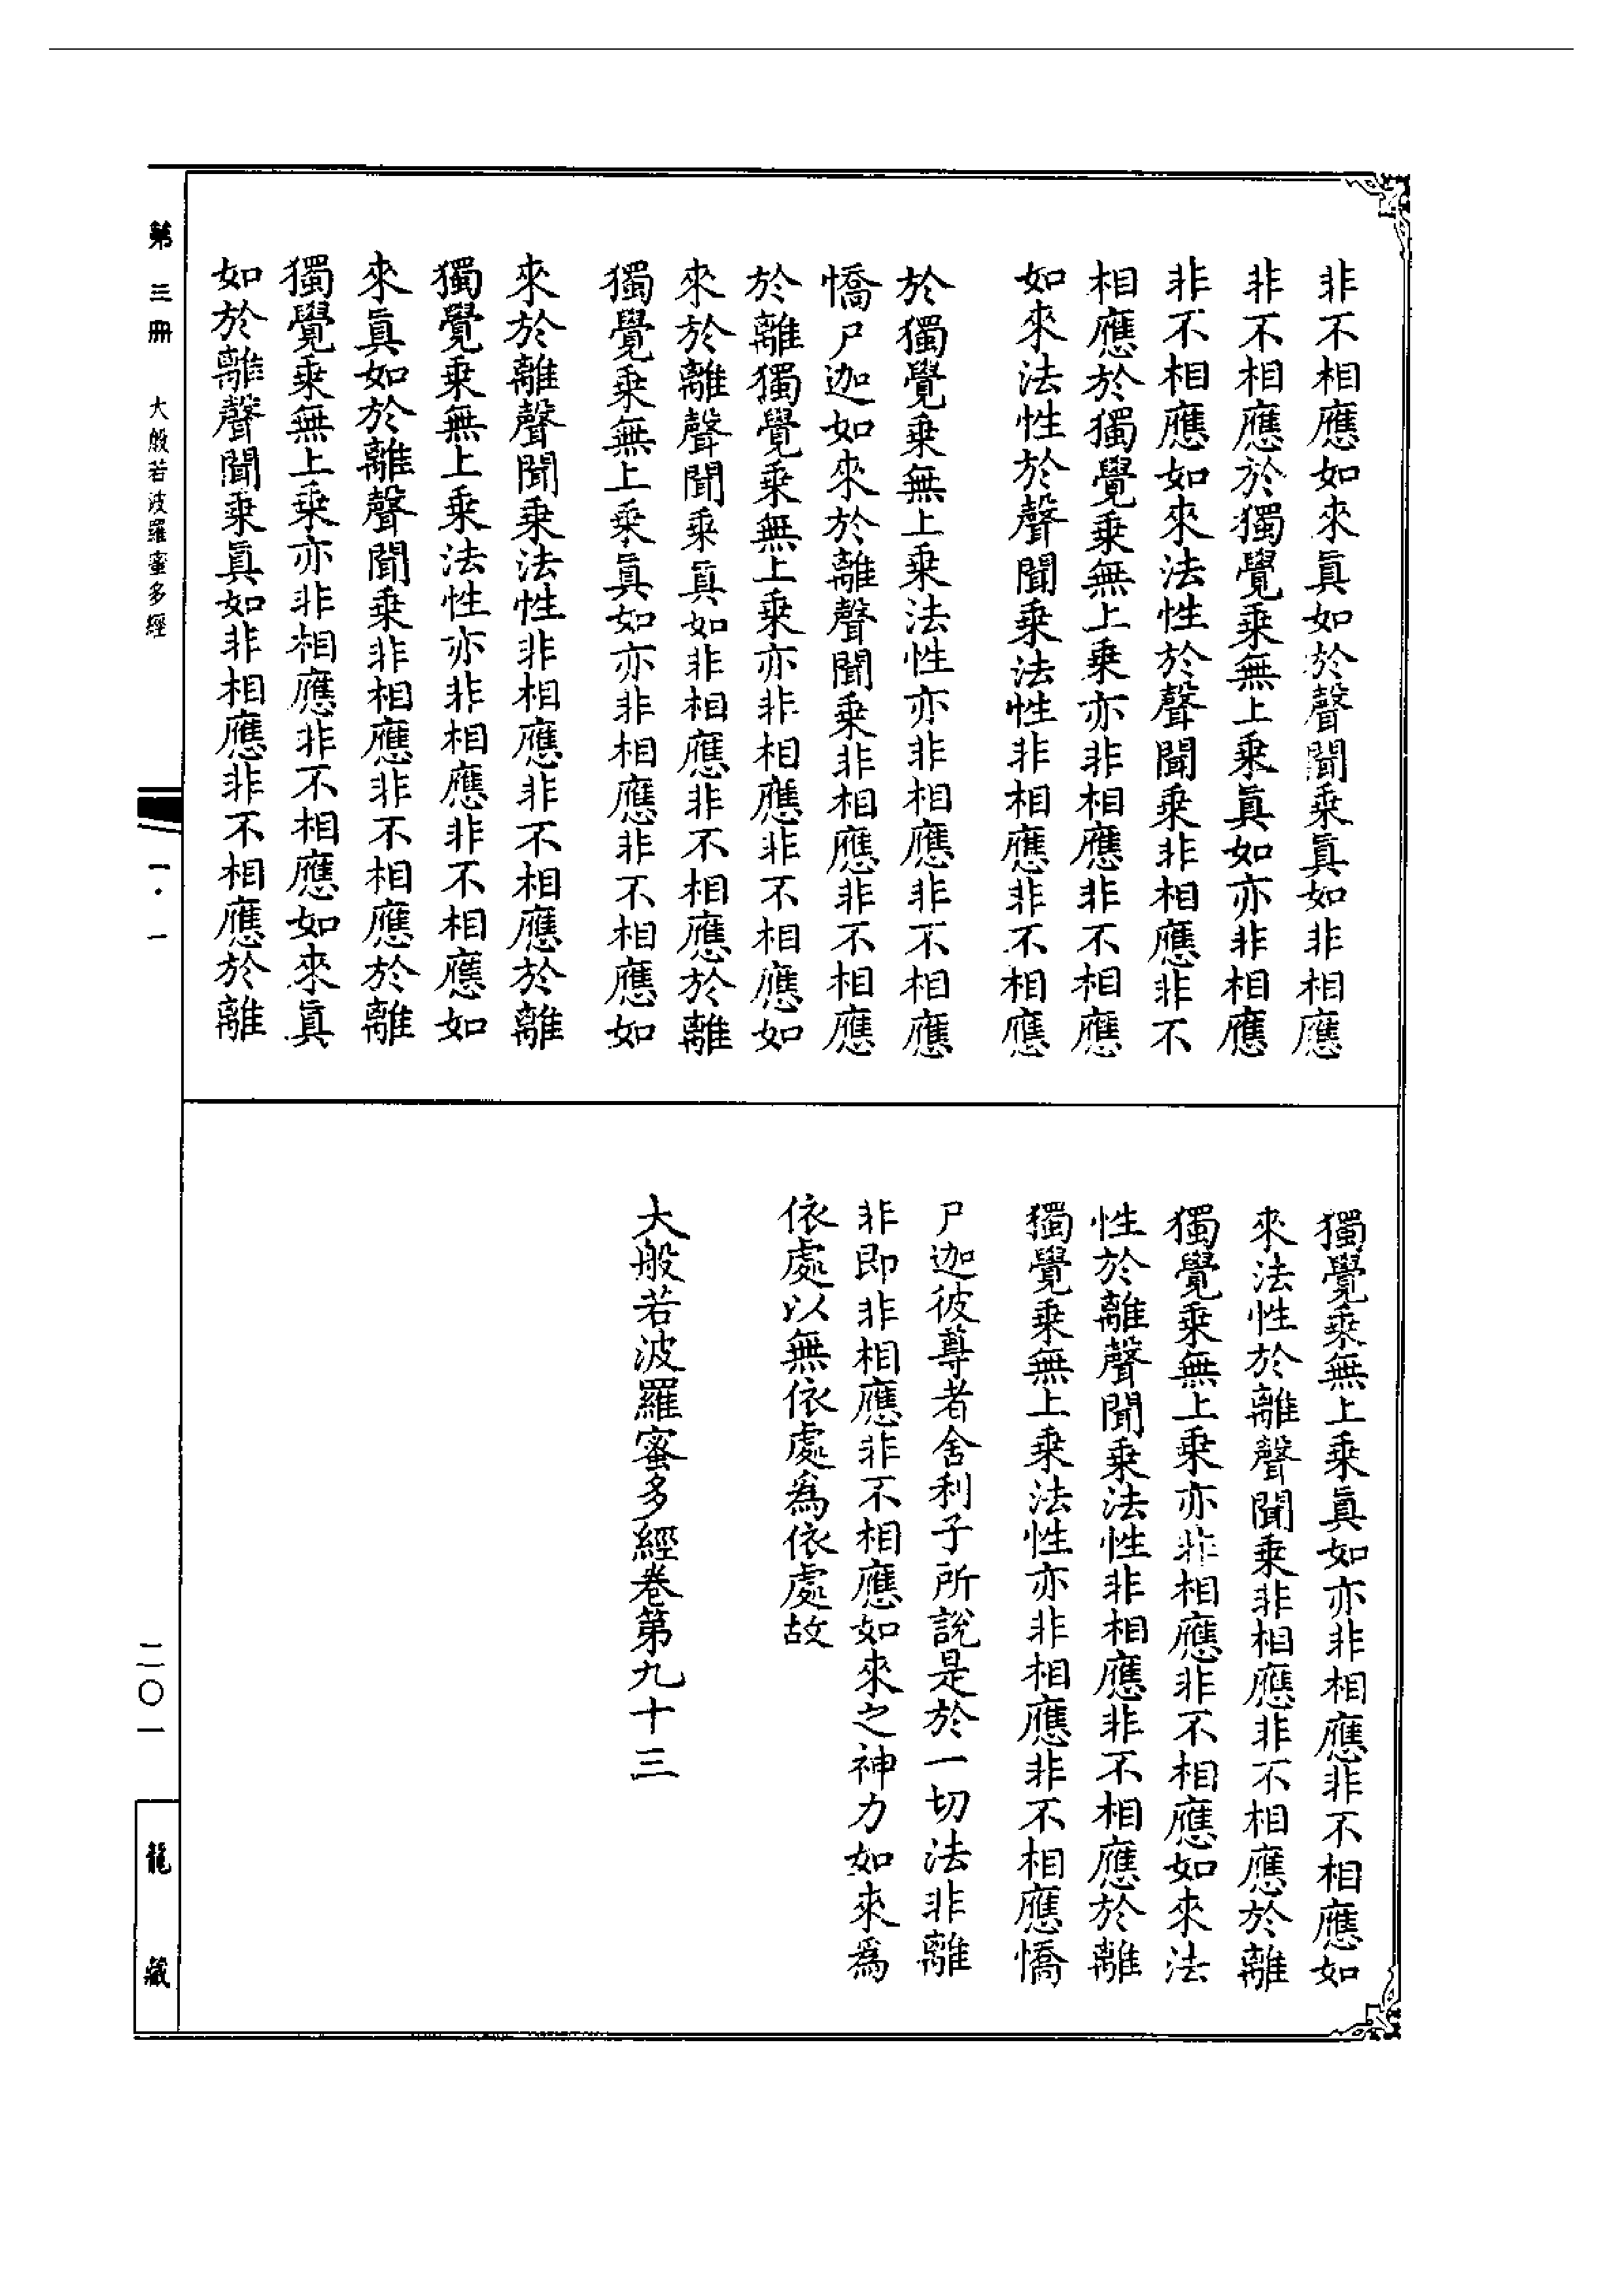 非不相應如來真如於聲聞乘真如非相應
非不相應於獨覺乘無上乘真如亦非相應
非不相應如來法性於聲聞乘非相應非不
相應於獨覺乘無上乘亦非相應非不相應
如來法性於聲聞乘法性非相應非不相應
於獨覺乘無上乘法性亦非相應非不相應
憍尸迦如來於離聲聞乘非相應非不相應
於離獨覺乘無上乘亦非相應非不相應如
來於離聲聞乘真如非相應非不相應於離
獨覺乘無上乘真如亦非相應非不相應如
來於離聲聞乘法性非相應非不相應於離
獨覺乘無上乘法性亦非相應非不相應如
來真如於離聲聞乘非相應非不相應於離
獨覺乘無上乘亦非相應非不相應如來真
如於離聲聞乘真如非相應非不相應於離
獨覺乘無上乘真如亦非相應非不相應如
來法性於離聲聞乘非相應非不相應於離
獨覺乘無上乘亦非相應非不相應如來法
性於離聲聞乘法性非相應非不相應於離
獨覺乘無上乘法性亦非相應非不相應憍
尸迦彼尊者舍利子所說是於一切法非離
非即非相應非不相應如來之神力如來爲
依處以無依處爲依處故
大般若波羅蜜多經卷第九十三
第三冊 大般若波羅蜜多經
一·一
二〇一
龍藏